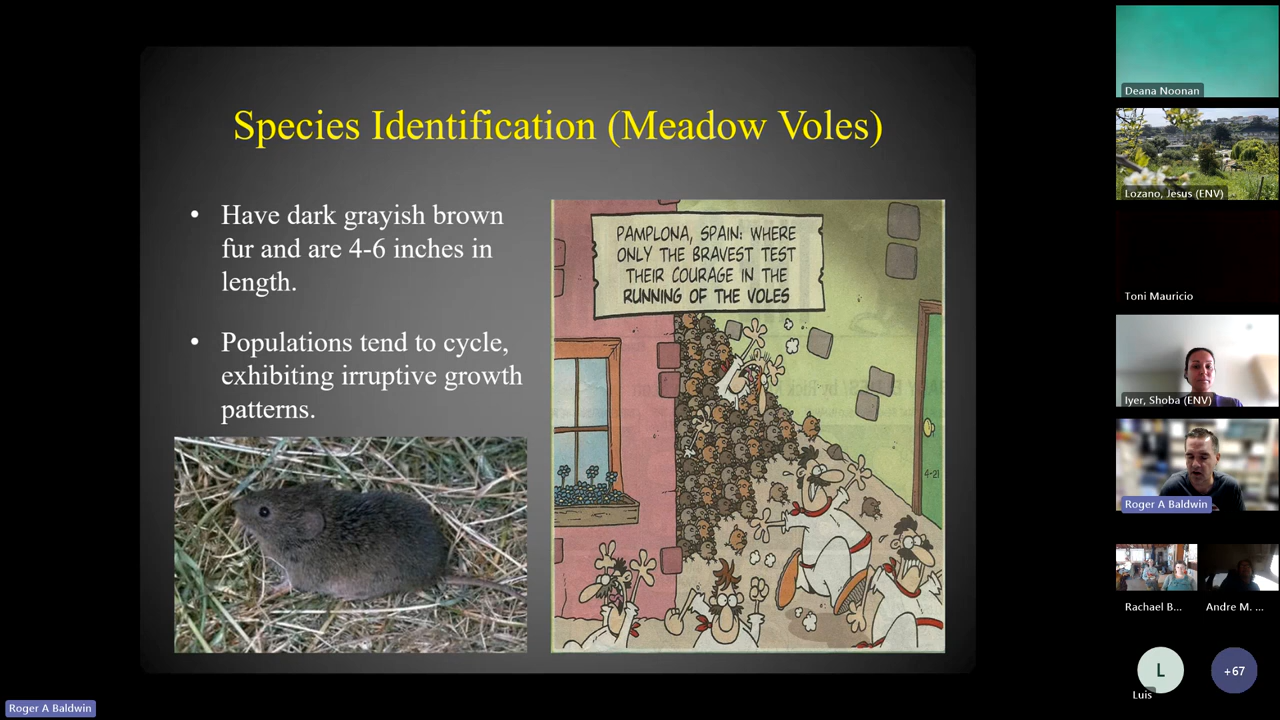 Species Identification (Meadow Voles)
• Have dark grayish brown
fur and are 4-6 inches in
length.
• Populations tend to cycle,
exhibiting irruptive growth
patterns.
PAMPLONA, SPAIN: WHERE
ONLY THE BRAVEST TEST
THEIR COURAGE IN THE
RUNNING OF THE VOLES
4-21
Deana Noonan
Lozano, Jesus (ENV)
Toni Mauricio
Iyer, Shoba (ENV)
Roger A Baldwin
Rachael B...
Andre M. ...
L
+67
Luis
Roger A Baldwin